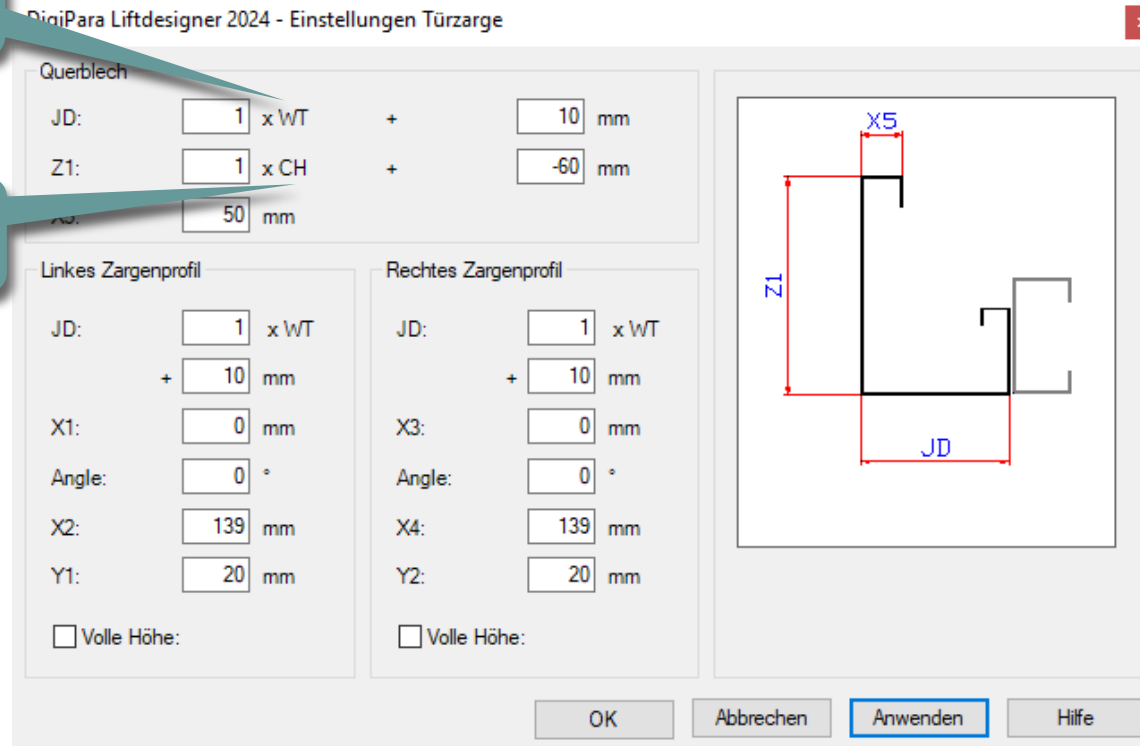 DigiPara Liftdesigner 2024 - Einstellungen Türzarge
Querblech
JD: 1 x WT + 10 mm
Z1: 1 x CH + -60 mm
X5: 50 mm
Linkes Zargenprofil
JD: 1 x WT
+ 10 mm
X1: 0 mm
Angle: 0 °
X2: 139 mm
Y1: 20 mm
Volle Höhe:
Rechtes Zargenprofil
JD: 1 x WT
+ 10 mm
X3: 0 mm
Angle: 0 °
X4: 139 mm
Y2: 20 mm
Volle Höhe:
X5
Z1
JD
OK Abbrechen Anwenden Hilfe